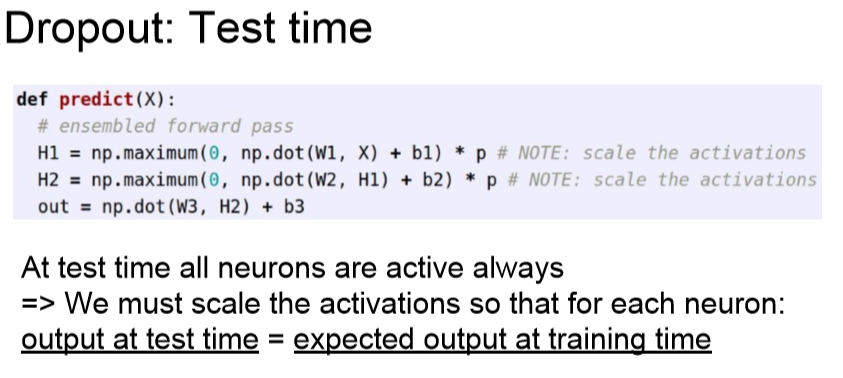 Dropout: Test time
def predict(X):
# ensembled forward pass
H1 = np.maximum(0, np.dot(W1, X) + b1) * p # NOTE: scale the activations
H2 = np.maximum(0, np.dot(W2, H1) + b2) * p # NOTE: scale the activations
out = np.dot(W3, H2) + b3
At test time all neurons are active always
=> We must scale the activations so that for each neuron:
output at test time = expected output at training time